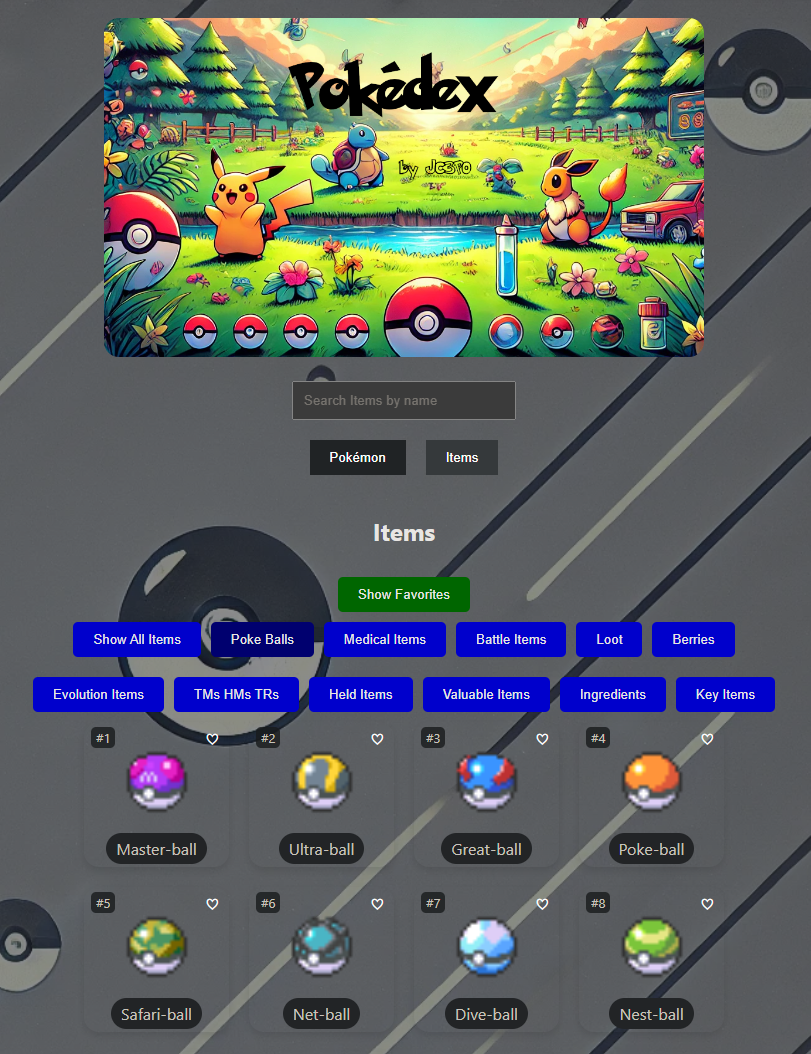 Pokédex
by JC3F0
Search Items by name
Pokémon Items
Items
Show Favorites
Show All Items Poke Balls Medical Items Battle Items Loot Berries
Evolution Items TMs HMs TRs Held Items Valuable Items Ingredients Key Items
#1 #2 #3 #4
Master-ball Ultra-ball Great-ball Poke-ball
#5 #6 #7 #8
Safari-ball Net-ball Dive-ball Nest-ball